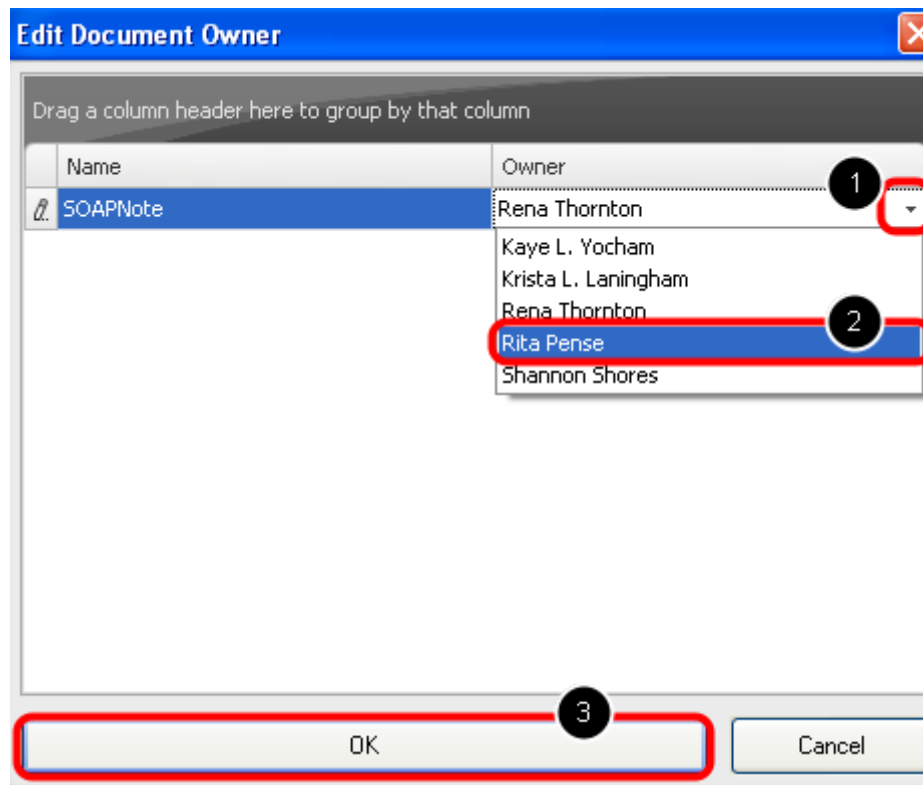 Edit Document Owner
Drag a column header here to group by that column
Name Owner
1
SOAPNote Rena Thornton
Kaye L. Yocham
Krista L. Laningham
Rena Thornton
2
Rita Pense
Shannon Shores
3
OK Cancel